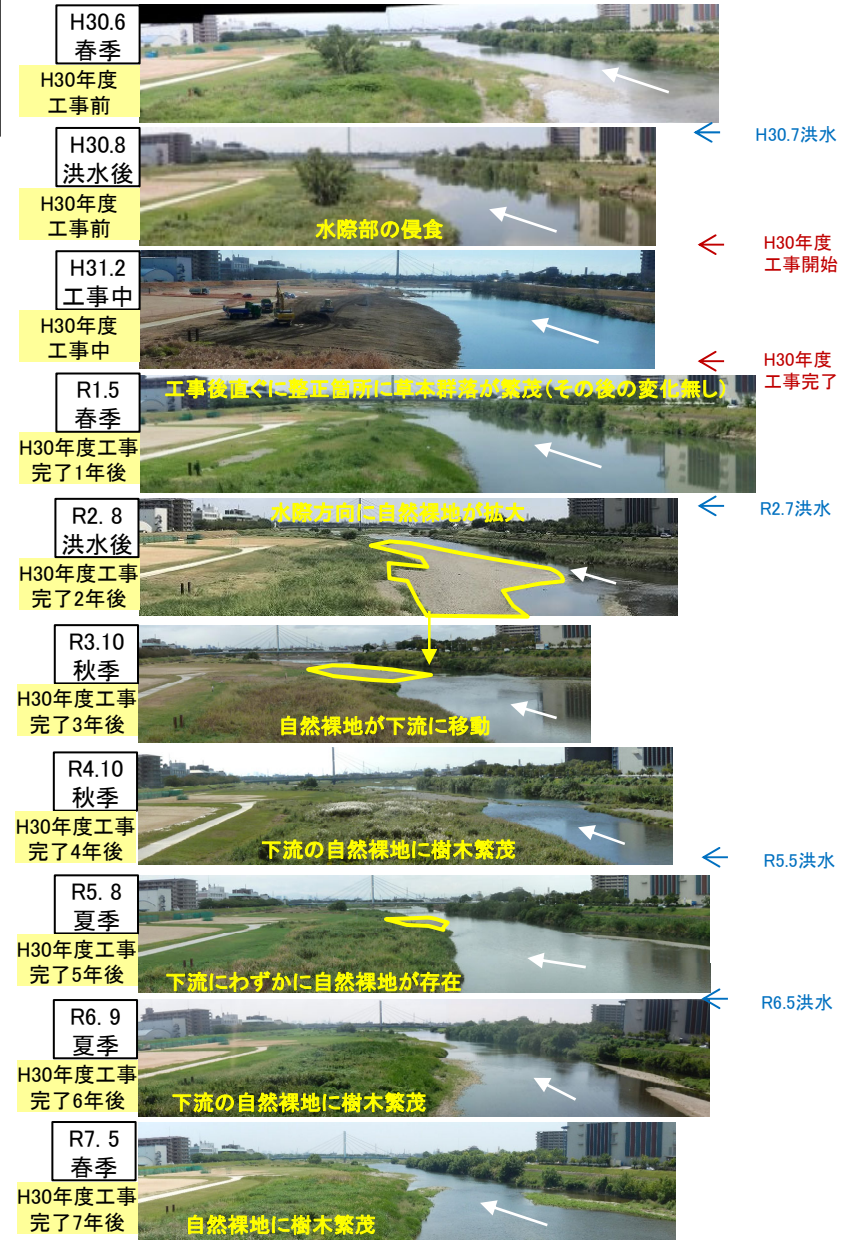 H30.6
春季
H30年度
工事前
H30.7洪水
H30.8
洪水後
H30年度
工事前
水際部の侵食
H30年度
工事開始
H31.2
工事中
H30年度
工事中
H30年度
工事完了
R1.5
春季
H30年度工事
完了1年後
工事後直ぐに整正箇所に草本群落が繁茂(その後の変化無し)
R2.7洪水
R2. 8
洪水後
H30年度工事
完了2年後
水際方向に自然裸地が拡大
R3.10
秋季
H30年度工事
完了3年後
自然裸地が下流に移動
R4.10
秋季
H30年度工事
完了4年後
下流の自然裸地に樹木繁茂
R5.5洪水
R5. 8
夏季
H30年度工事
完了5年後
下流にわずかに自然裸地が存在
R6.5洪水
R6. 9
夏季
H30年度工事
完了6年後
下流の自然裸地に樹木繁茂
R7. 5
春季
H30年度工事
完了7年後
自然裸地に樹木繁茂